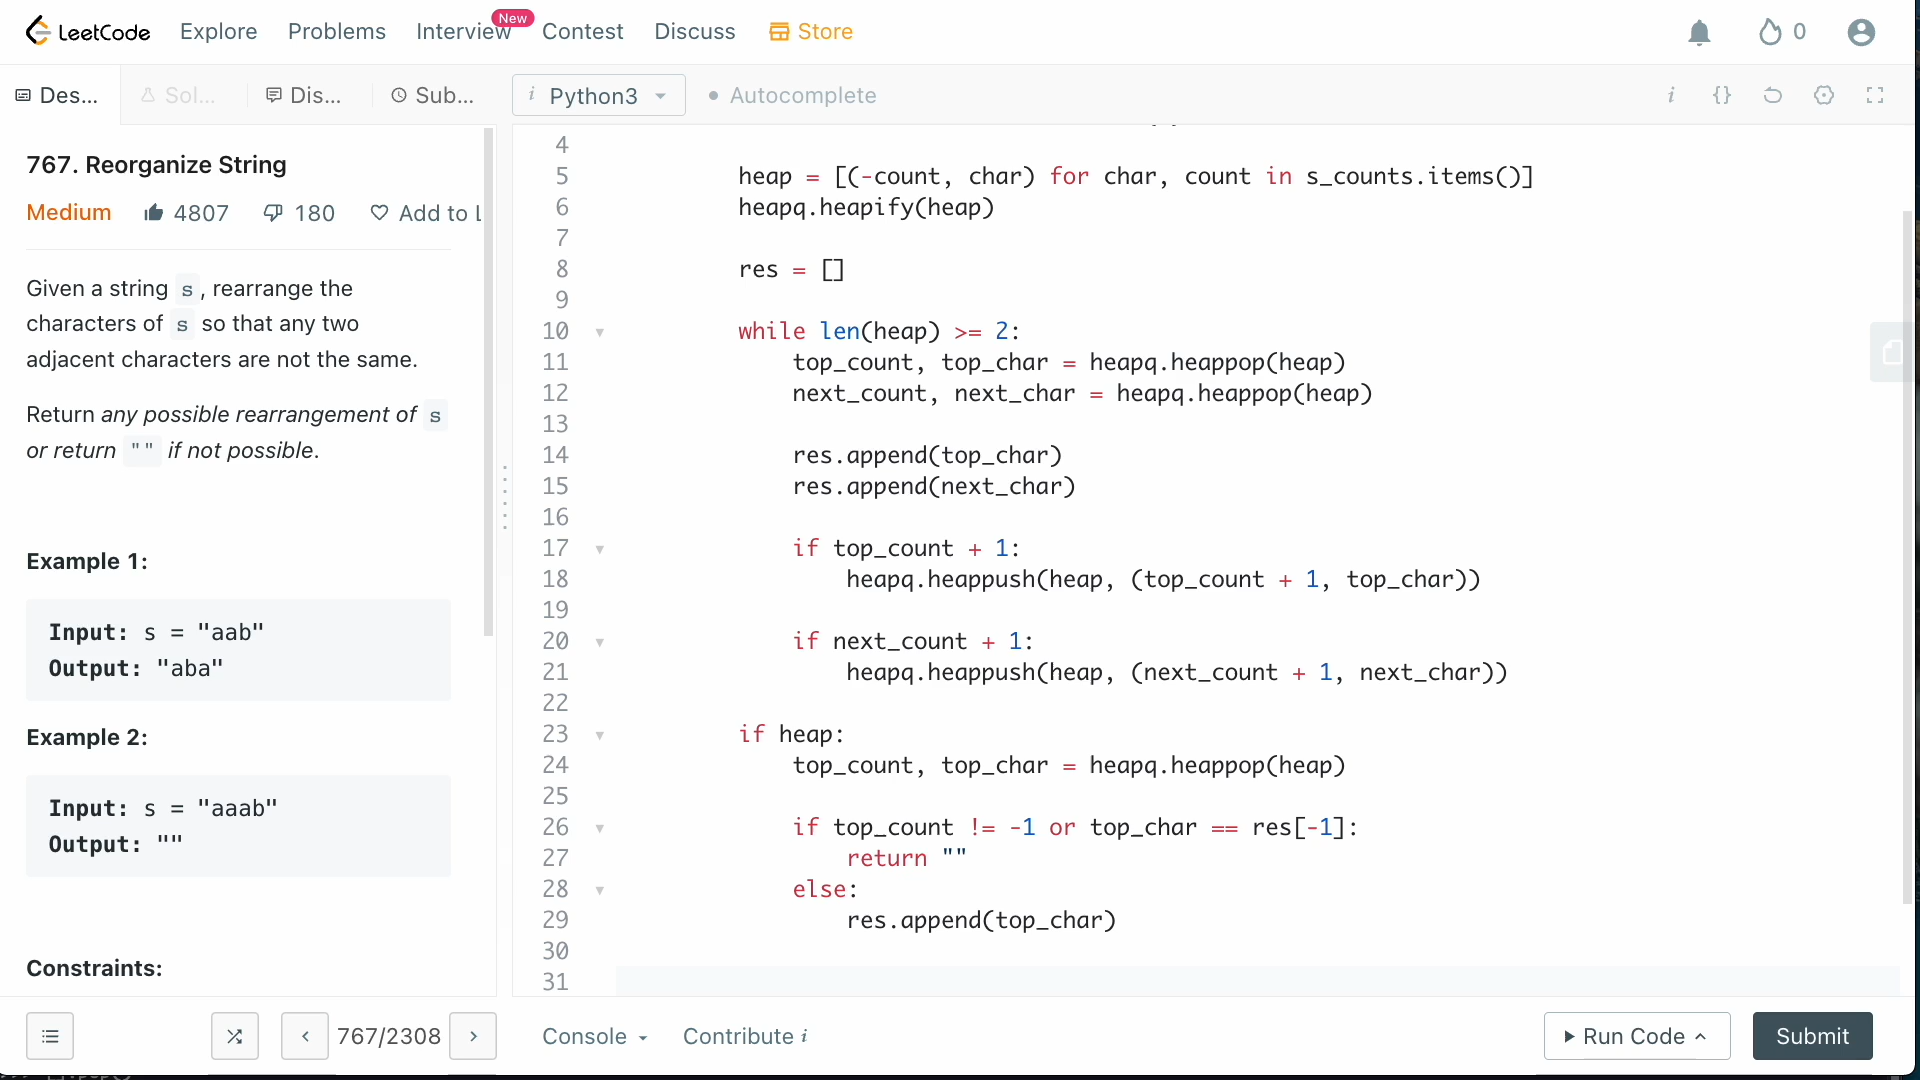 LeetCode Explore Problems Interview New Contest Discuss Store 0
Des... Sol... Dis... Sub... i Python3 Autocomplete i {}
767. Reorganize String
Medium 4807 180 Add to L
Given a string s, rearrange the
characters of s so that any two
adjacent characters are not the same.
Return any possible rearrangement of s
or return "" if not possible.
Example 1:
Input: s = "aab"
Output: "aba"
Example 2:
Input: s = "aaab"
Output: ""
Constraints:
4
5 heap = [(-count, char) for char, count in s_counts.items()]
6 heapq.heapify(heap)
7
8 res = []
9
10 while len(heap) >= 2:
11 top_count, top_char = heapq.heappop(heap)
12 next_count, next_char = heapq.heappop(heap)
13
14 res.append(top_char)
15 res.append(next_char)
16
17 if top_count + 1:
18 heapq.heappush(heap, (top_count + 1, top_char))
19
20 if next_count + 1:
21 heapq.heappush(heap, (next_count + 1, next_char))
22
23 if heap:
24 top_count, top_char = heapq.heappop(heap)
25
26 if top_count != -1 or top_char == res[-1]:
27 return ""
28 else:
29 res.append(top_char)
30
31
767/2308 Console Contribute i Run Code Submit